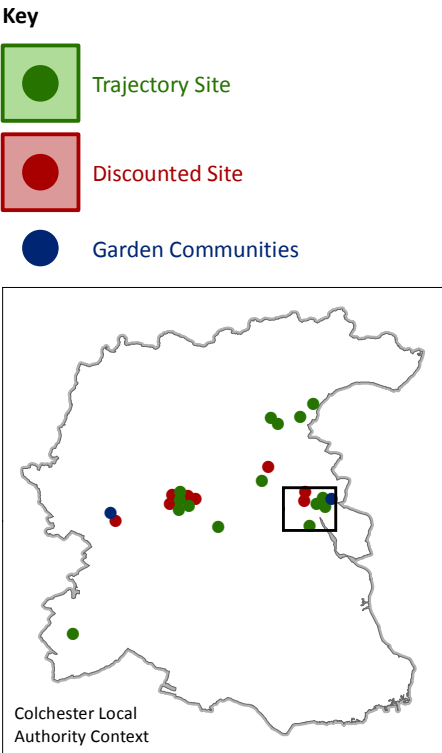 Key
Trajectory Site
Discounted Site
Garden Communities
Colchester Local
Authority Context